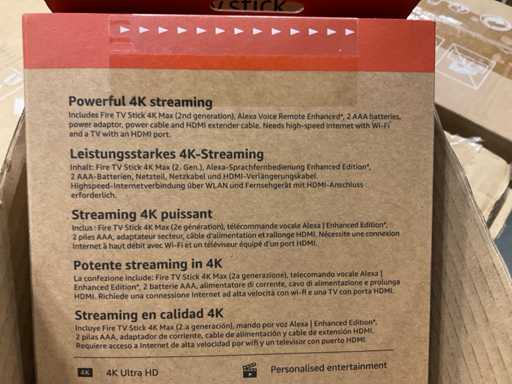 STICK
Powerful 4K streaming
Includes Fire TV Stick 4K Max (2nd generation), Alexa Voice Remote Enhanced*, 2 AAA batteries,
power adaptor, power cable and HDMI extender cable. Needs high-speed internet with Wi-Fi
and a TV with an HDMI port.
Leistungsstarkes 4K-Streaming
Inhalt: Fire TV Stick 4K Max (2. Gen.), Alexa-Sprachfernbedienung Enhanced Edition*,
2 AAA-Batterien, Netzteil, Netzkabel und HDMI-Verlängerungskabel.
Highspeed-Internetverbindung über WLAN und Fernsehgerät mit HDMI-Anschluss
erforderlich.
Streaming 4K puissant
Inclus : Fire TV Stick 4K Max (2e génération), télécommande vocale Alexa | Enhanced Edition*,
2 piles AAA, adaptateur secteur, câble d'alimentation et rallonge HDMI. Nécessite une connexion
Internet à haut débit avec Wi-Fi et un téléviseur équipé d'un port HDMI.
Potente streaming in 4K
La confezione include: Fire TV Stick 4K Max (2a generazione), telecomando vocale Alexa |
Enhanced Edition*, 2 batterie AAA, alimentatore di corrente, cavo di alimentazione e prolunga
HDMI. Richiede una connessione Internet ad alta velocità con wi-fi e una TV con porta HDMI.
Streaming en calidad 4K
Incluye Fire TV Stick 4K Max (2.a generación), mando por voz Alexa | Enhanced Edition*,
2 pilas AAA, adaptador de corriente, cable de alimentación y cable de extensión HDMI.
Requiere acceso a Internet de alta velocidad por wifi y un televisor con puerto HDMI
4K 4K Ultra HD
Personalised entertainment